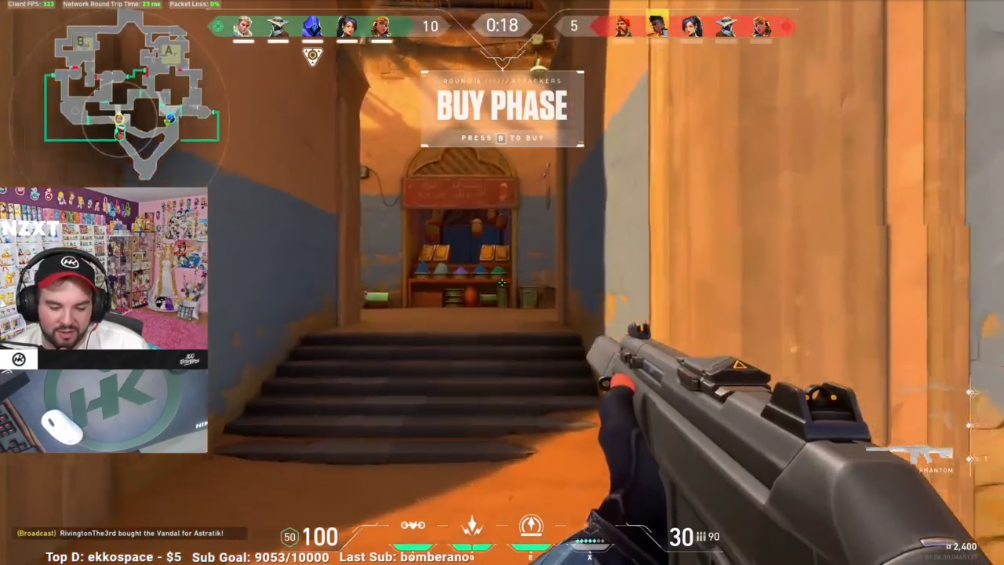 Client FPS: 323
Network Round Trip Time: 23 ms
Packet Loss: 0%
10
0:18
5
BUY PHASE
PRESS B TO BUY
B
A
NZXT
HK
HK
PHANTON
(Broadcast) RivingtonThe3rd bought the Vandal for Astratik!
50
100
30
90
2,400
Top D: ekkospace - $5
Sub Goal: 9053/10000
Last Sub: bomberano